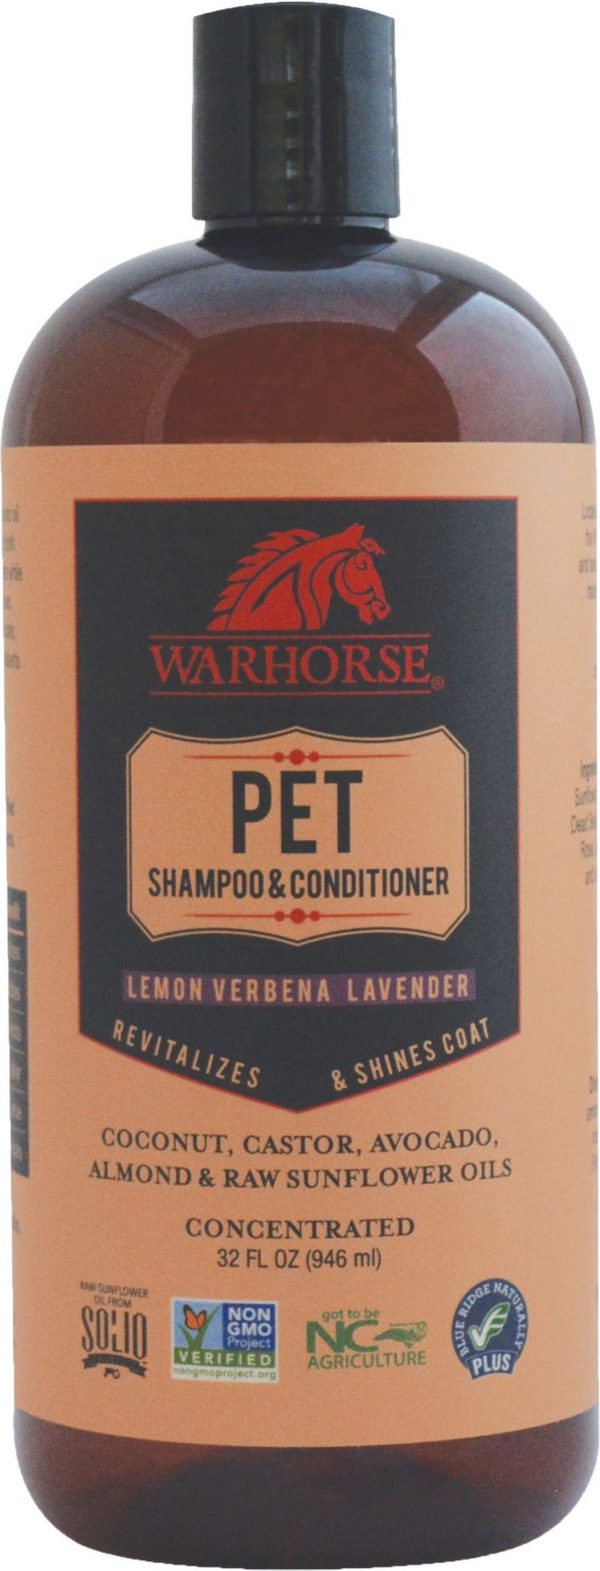 WARHORSE®
PET
SHAMPOO & CONDITIONER
LEMON VERBENA LAVENDER
REVITALIZES & SHINES COAT
COCONUT, CASTOR, AVOCADO,
ALMOND & RAW SUNFLOWER OILS
CONCENTRATED
32 FL OZ (946 ml)
RAW SUNFLOWER
OIL FROM
SOLIO
NON
GMO
Project
VERIFIED
nongmoproject.org
got to be
NC
AGRICULTURE
BLUE RIDGE NATURALLY
PLUS